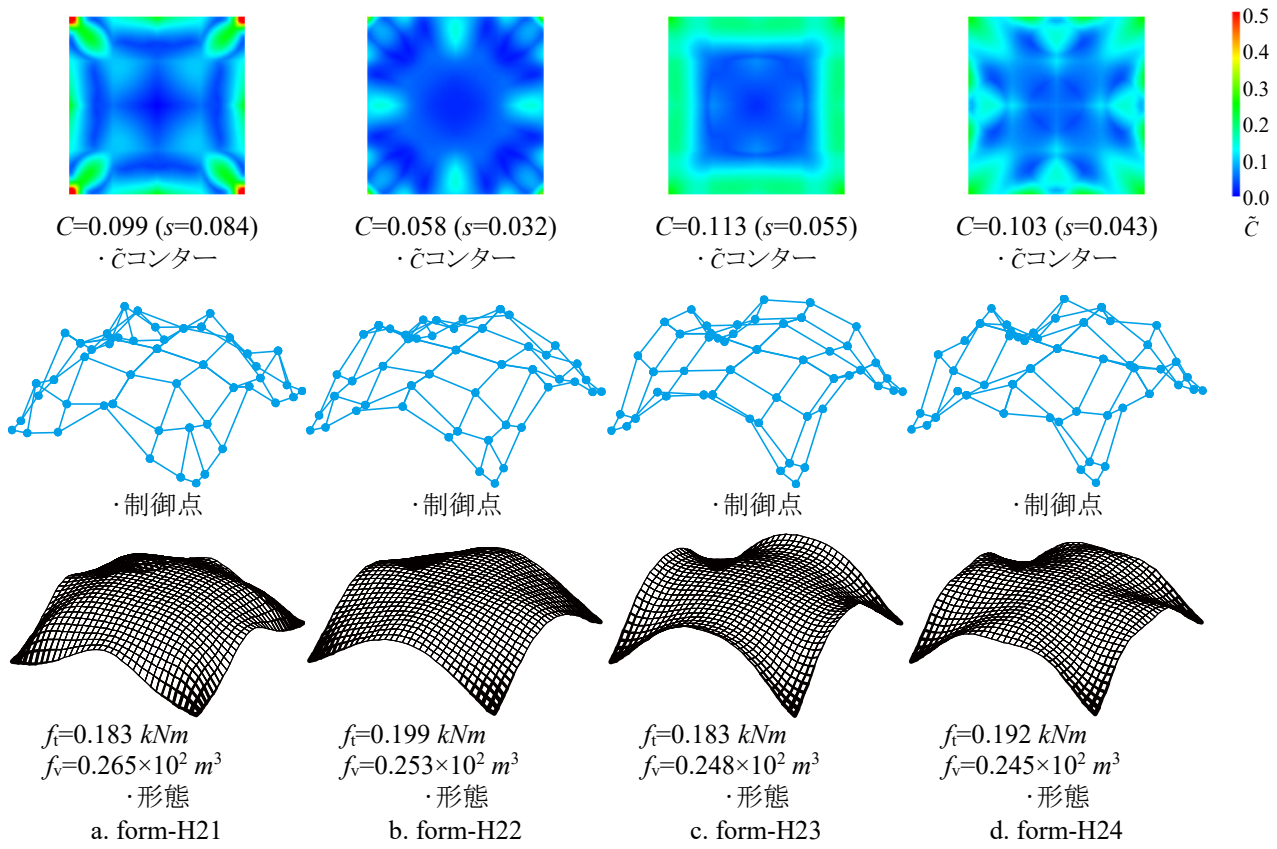 0.5
0.4
0.3
0.2
0.1
0.0
C̃
C=0.099 (s=0.084)
· C̃コンター
C=0.058 (s=0.032)
· C̃コンター
C=0.113 (s=0.055)
· C̃コンター
C=0.103 (s=0.043)
· C̃コンター
· 制御点
· 制御点
· 制御点
· 制御点
fₜ=0.183 kNm
fᵥ=0.265×10² m³
· 形態
a. form-H21
fₜ=0.199 kNm
fᵥ=0.253×10² m³
· 形態
b. form-H22
fₜ=0.183 kNm
fᵥ=0.248×10² m³
· 形態
c. form-H23
fₜ=0.192 kNm
fᵥ=0.245×10² m³
· 形態
d. form-H24